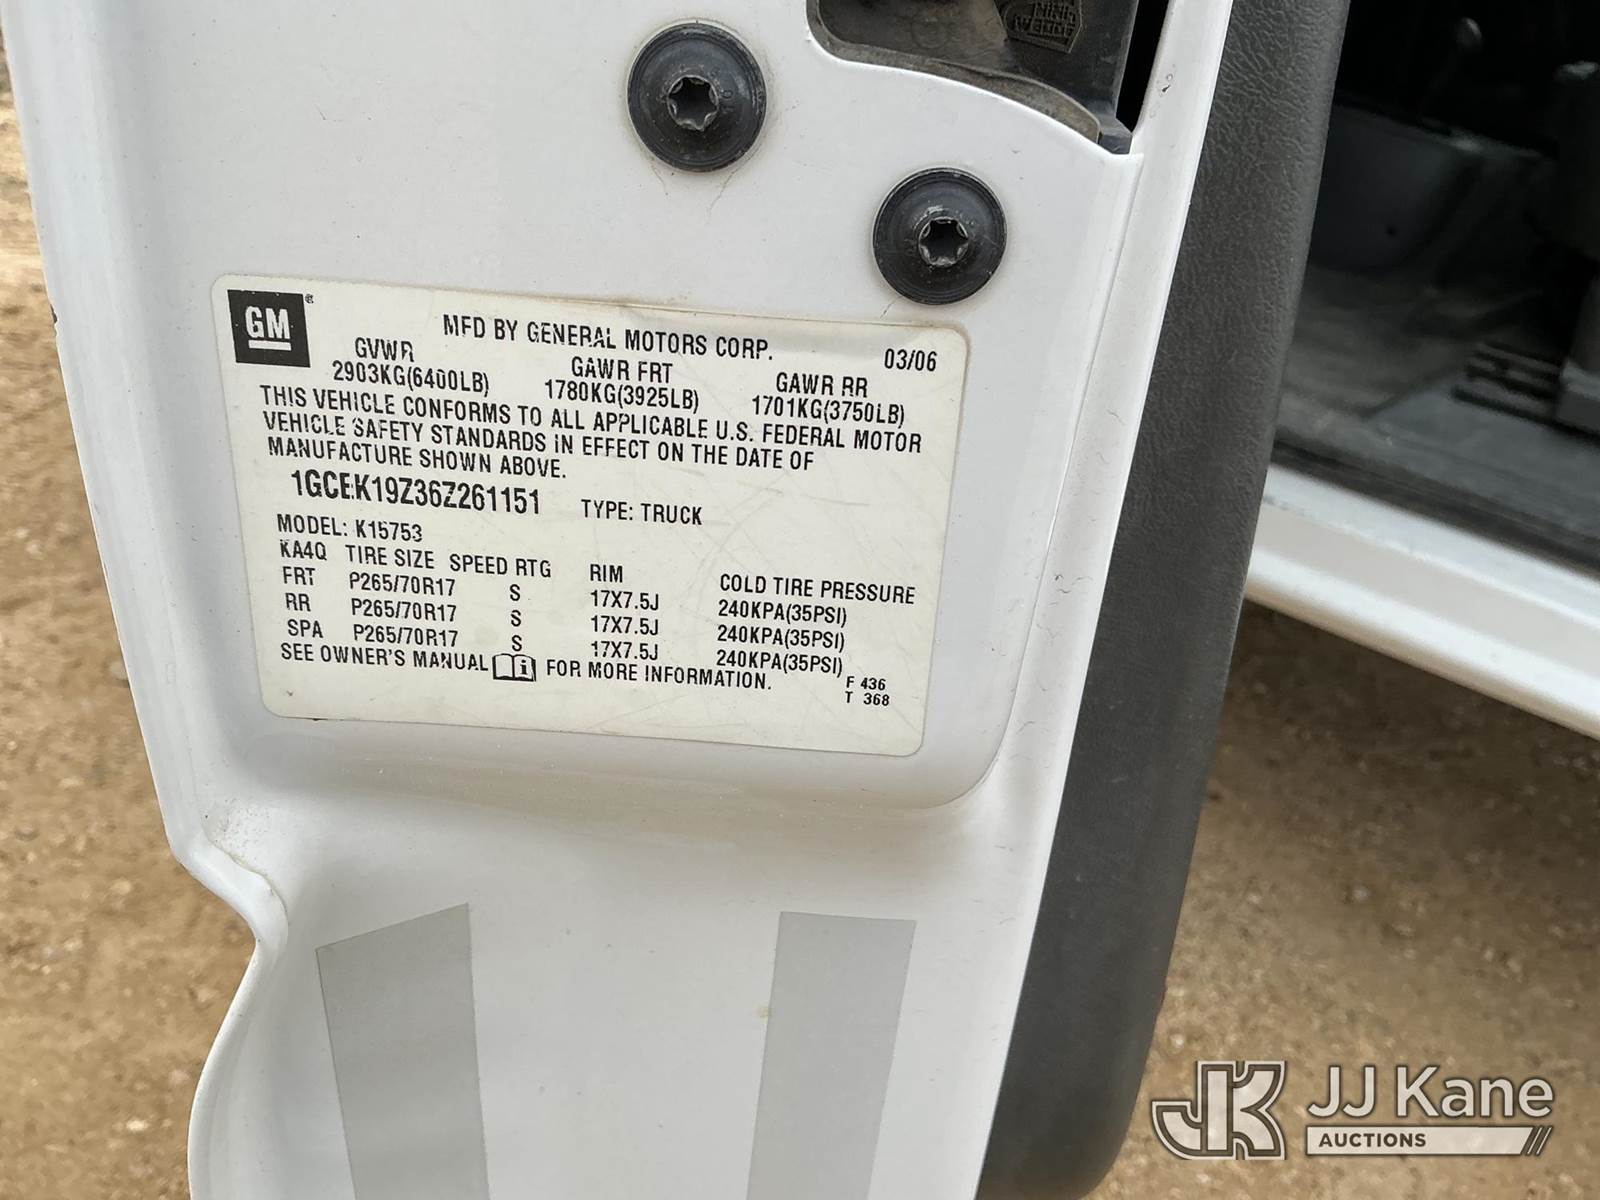 GM
MFD BY GENERAL MOTORS CORP. 03/06
GVWR GAWR FRT GAWR RR
2903KG(6400LB) 1780KG(3925LB) 1701KG(3750LB)
THIS VEHICLE CONFORMS TO ALL APPLICABLE U.S. FEDERAL MOTOR
VEHICLE SAFETY STANDARDS IN EFFECT ON THE DATE OF
MANUFACTURE SHOWN ABOVE.
1GCEK19Z36Z261151 TYPE: TRUCK
MODEL: K15753
KA4Q TIRE SIZE SPEED RTG RIM COLD TIRE PRESSURE
FRT P265/70R17 S 17X7.5J 240KPA(35PSI)
RR P265/70R17 S 17X7.5J 240KPA(35PSI)
SPA P265/70R17 S 17X7.5J 240KPA(35PSI)
SEE OWNER'S MANUAL i FOR MORE INFORMATION.
F 436
T 368
JK JJ Kane
AUCTIONS